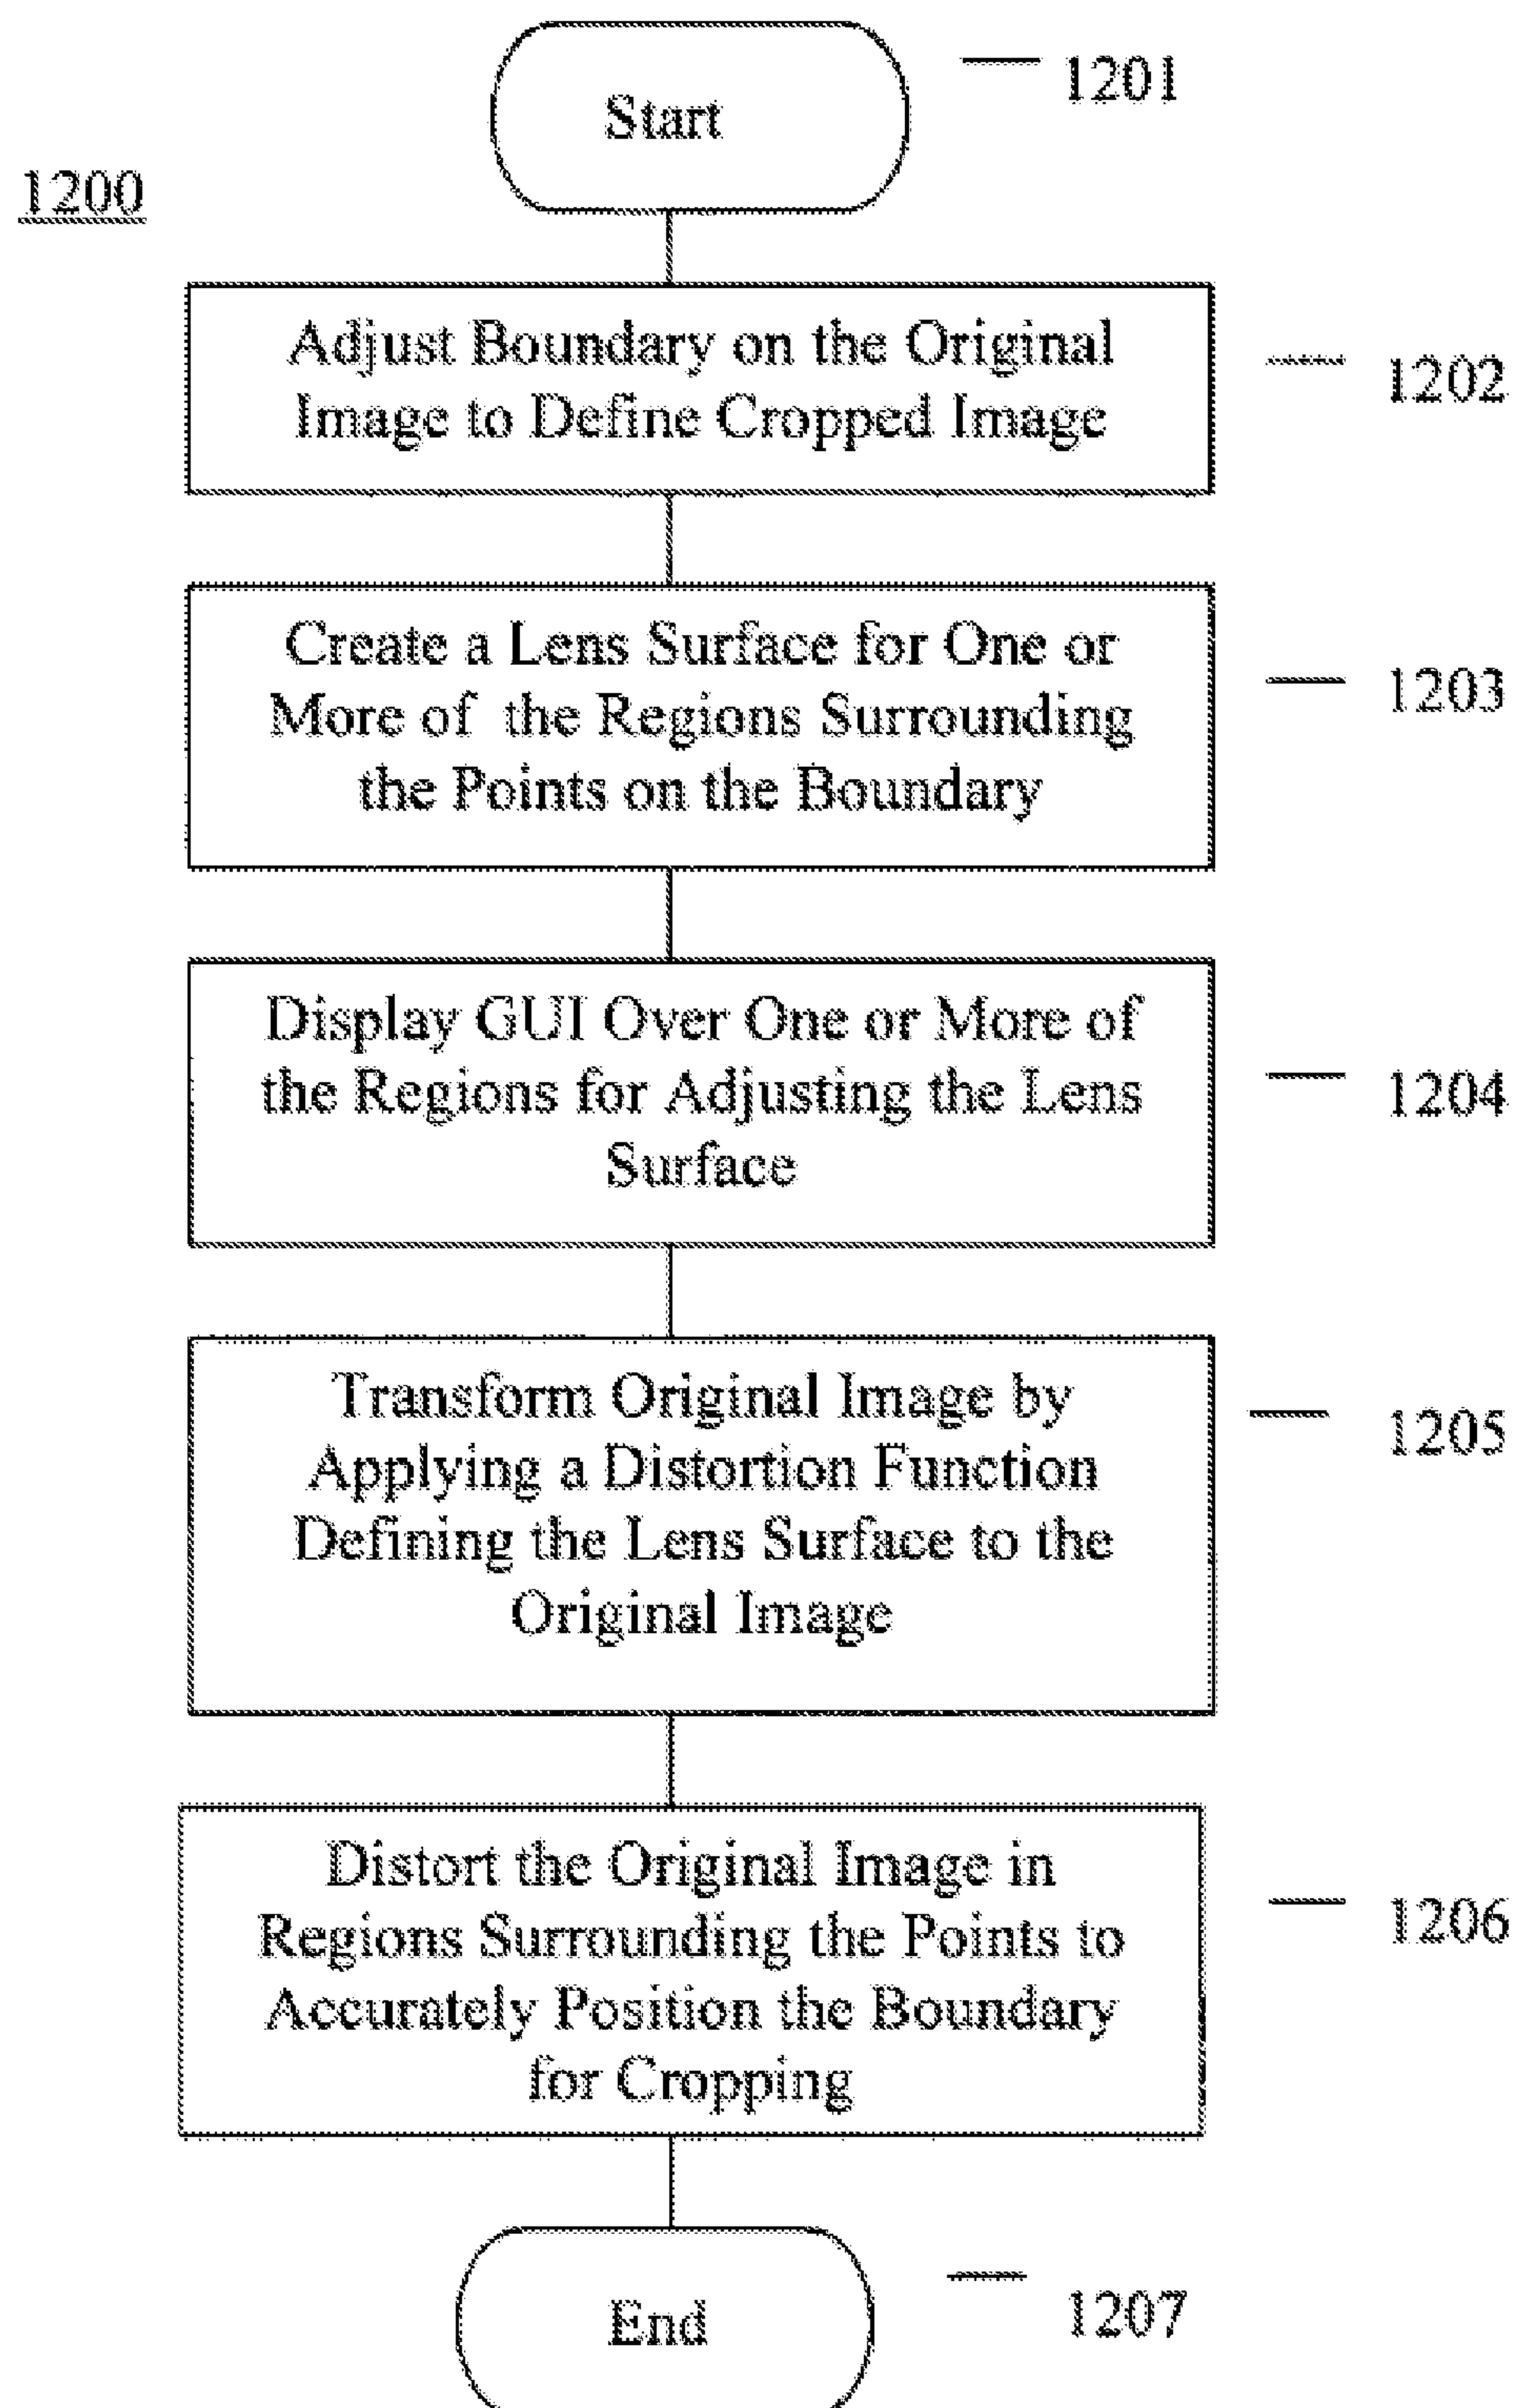 Start
1201
1200
Adjust Boundary on the Original
Image to Define Cropped Image
1202
Create a Lens Surface for One or
More of the Regions Surrounding
the Points on the Boundary
1203
Display GUI Over One or More of
the Regions for Adjusting the Lens
Surface
1204
Transform Original Image by
Applying a Distortion Function
Defining the Lens Surface to the
Original Image
1205
Distort the Original Image in
Regions Surrounding the Points to
Accurately Position the Boundary
for Cropping
1206
End
1207